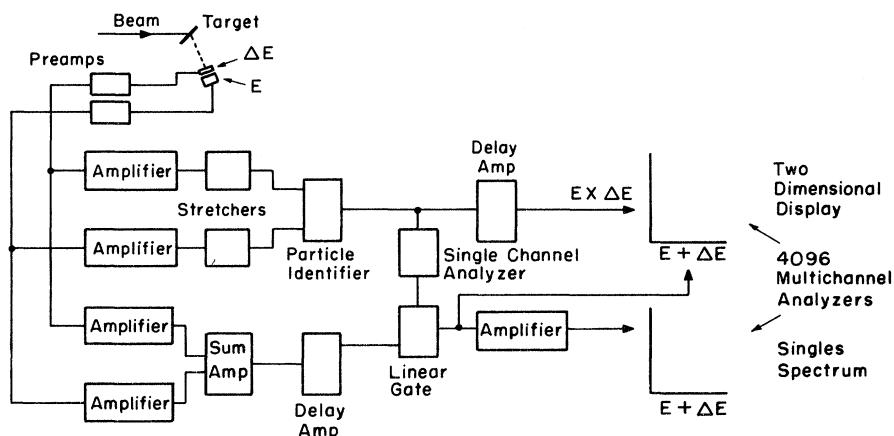 Beam
Target
ΔE
E
Preamps
Amplifier
Stretchers
Amplifier
Particle
Identifier
Delay
Amp
E X ΔE
Single Channel
Analyzer
E + ΔE
Two
Dimensional
Display
4096
Multichannel
Analyzers
Singles
Spectrum
Amplifier
Sum
Amp
Amplifier
Delay
Amp
Linear
Gate
Amplifier
E + ΔE